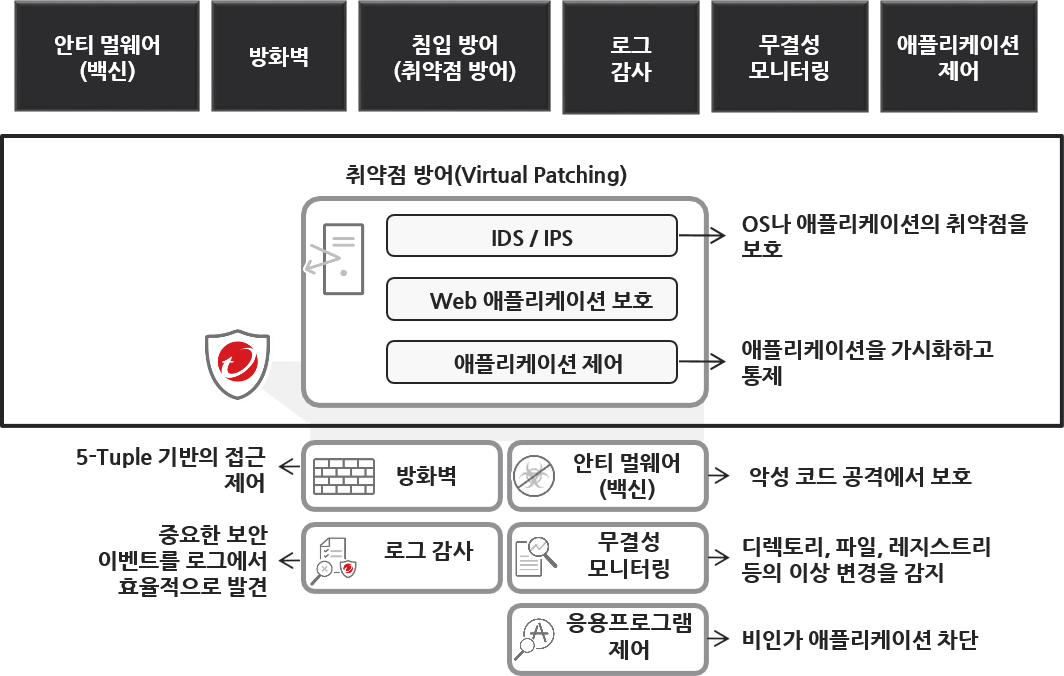 안티 멀웨어
(백신)
방화벽
침입 방어
(취약점 방어)
로그
감사
무결성
모니터링
애플리케이션
제어
취약점 방어(Virtual Patching)
IDS / IPS
OS나 애플리케이션의 취약점을
보호
Web 애플리케이션 보호
애플리케이션 제어
애플리케이션을 가시화하고
통제
5-Tuple 기반의 접근
제어
방화벽
안티 멀웨어
(백신)
악성 코드 공격에서 보호
중요한 보안
이벤트를 로그에서
효율적으로 발견
로그 감사
무결성
모니터링
디렉토리, 파일, 레지스트리
등의 이상 변경을 감지
응용프로그램
제어
비인가 애플리케이션 차단